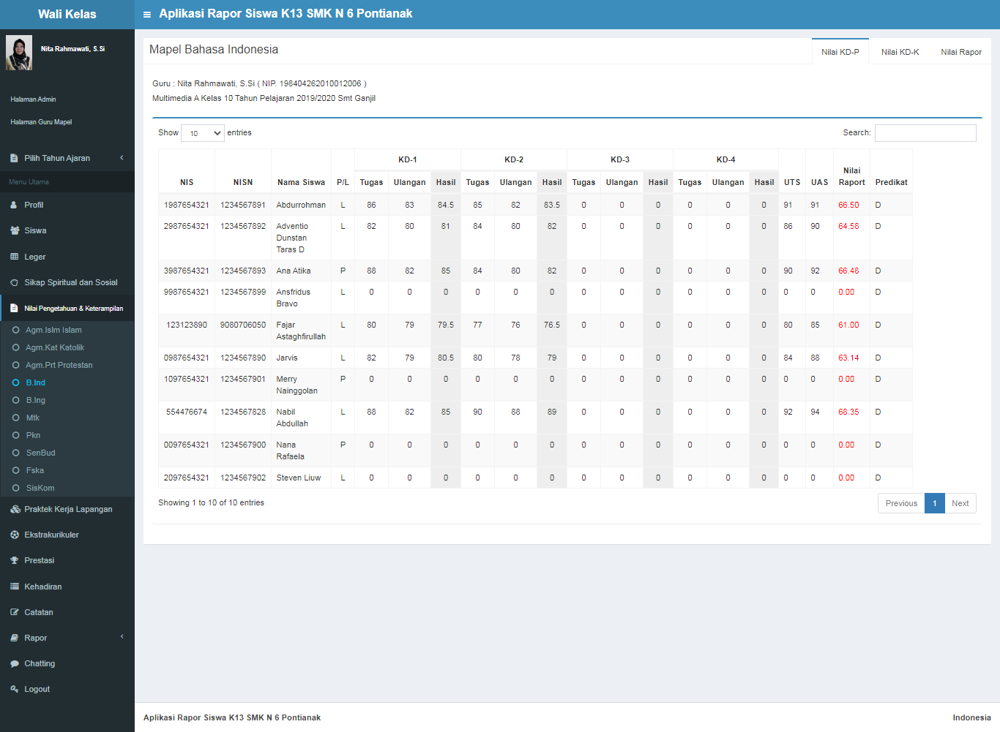 Wali Kelas
Aplikasi Rapor Siswa K13 SMK N 6 Pontianak
Nita Rahmawati, S.Si
Halaman Admin
Halaman Guru Mapel
Pilih Tahun Ajaran
Menu Utama
Profil
Siswa
Leger
Sikap Spiritual dan Sosial
Nilai Pengetahuan & Keterampilan
Agm.Islm Islam
Agm.Kat Katolik
Agm.Prt Protestan
B.Ind
B.Ing
Mtk
Pkn
SenBud
Fska
SisKom
Praktek Kerja Lapangan
Ekstrakurikuler
Prestasi
Kehadiran
Catatan
Rapor
Chatting
Logout
Mapel Bahasa Indonesia
Nilai KD-P Nilai KD-K Nilai Rapor
Guru : Nita Rahmawati, S.Si ( NIP. 198404262010012006 )
Multimedia A Kelas 10 Tahun Pelajaran 2019/2020 Smt Ganjil
Show 10 entries Search:
KD-1 KD-2 KD-3 KD-4
NIS NISN Nama Siswa P/L Tugas Ulangan Hasil Tugas Ulangan Hasil Tugas Ulangan Hasil Tugas Ulangan Hasil UTS UAS Nilai Raport Predikat
1987654321 1234567891 Abdurrohman L 86 83 84.5 85 82 83.5 0 0 0 0 0 0 91 91 66.50 D
2987654321 1234567892 Adventio Dunstan Taras D L 82 80 81 84 80 82 0 0 0 0 0 0 86 90 64.58 D
3987654321 1234567893 Ana Atika P 88 82 85 84 80 82 0 0 0 0 0 0 90 92 66.48 D
9987654321 1234567899 Ansfridus Bravo L 0 0 0 0 0 0 0 0 0 0 0 0 0 0 0.00 D
123123890 9080706050 Fajar Astaghfirullah L 80 79 79.5 77 76 76.5 0 0 0 0 0 0 80 85 61.00 D
0987654321 1234567890 Jarvis L 82 79 80.5 80 78 79 0 0 0 0 0 0 84 88 63.14 D
1097654321 1234567901 Merry Nainggolan P 0 0 0 0 0 0 0 0 0 0 0 0 0 0 0.00 D
554476674 1234567828 Nabil Abdullah L 88 82 85 90 88 89 0 0 0 0 0 0 92 94 68.35 D
0097654321 1234567900 Nana Rafaela P 0 0 0 0 0 0 0 0 0 0 0 0 0 0 0.00 D
2097654321 1234567902 Steven Liuw L 0 0 0 0 0 0 0 0 0 0 0 0 0 0 0.00 D
Showing 1 to 10 of 10 entries
Previous 1 Next
Aplikasi Rapor Siswa K13 SMK N 6 Pontianak
Indonesia